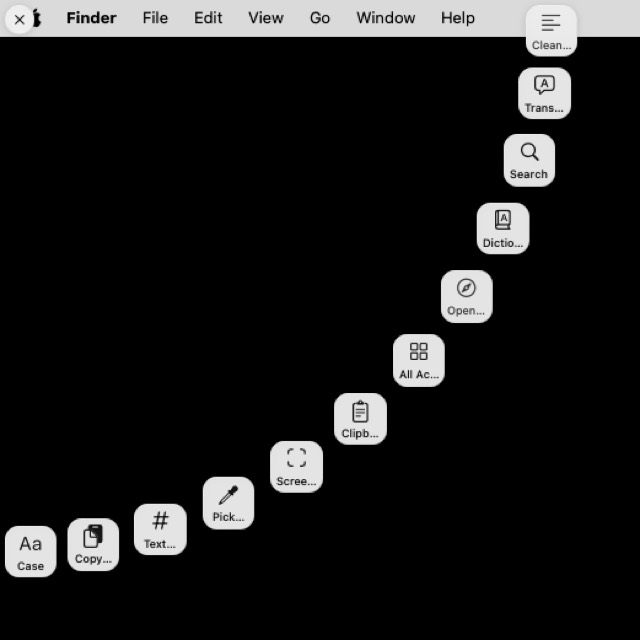 Finder File Edit View Go Window Help
Clean...
Trans...
Search
Dictio...
Open...
All Ac...
Clipb...
Scree...
Pick...
Text...
Copy...
Aa
Case